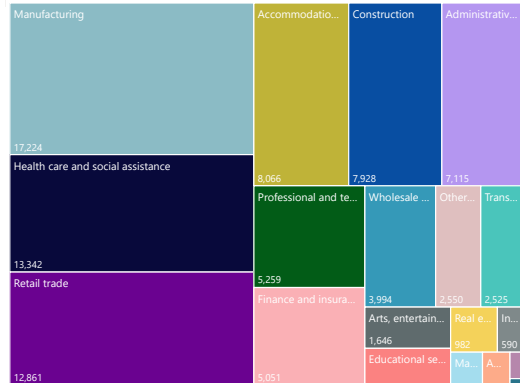 Manufacturing
17,224
Health care and social assistance
13,342
Retail trade
12,861
Accommodatio...
8,066
Construction
7,928
Administrativ...
7,115
Professional and te...
5,259
Finance and insura...
5,051
Wholesale ...
3,994
Other...
2,550
Trans...
2,525
Arts, entertain...
1,646
Educational se...
Real e...
982
In...
590
Ma...
A...